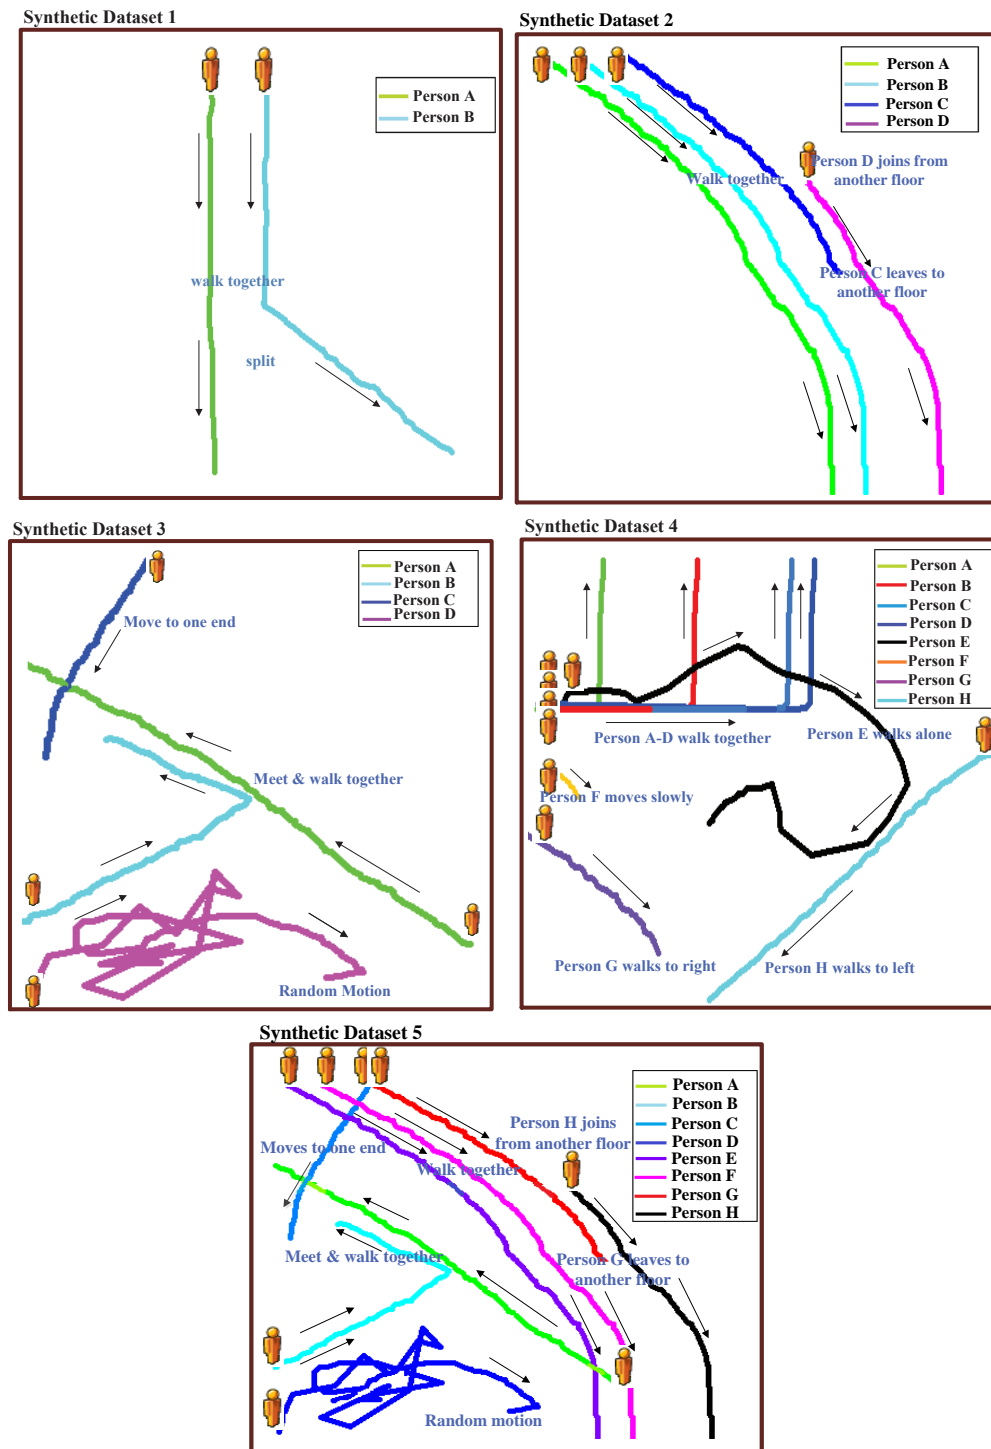 Synthetic Dataset 1
Person A
Person B
walk together
split
Synthetic Dataset 2
Person A
Person B
Person C
Person D
Person D joins from
another floor
Walk together
Person C leaves to
another floor
Synthetic Dataset 3
Person A
Person B
Person C
Person D
Move to one end
Meet & walk together
Random Motion
Synthetic Dataset 4
Person A
Person B
Person C
Person D
Person E
Person F
Person G
Person H
Person A-D walk together
Person E walks alone
Person F moves slowly
Person G walks to right
Person H walks to left
Synthetic Dataset 5
Person A
Person B
Person C
Person D
Person E
Person F
Person G
Person H
Person H joins
from another floor
Moves to one end
Walk together
Meet & walk together
Person G leaves to
another floor
Random motion